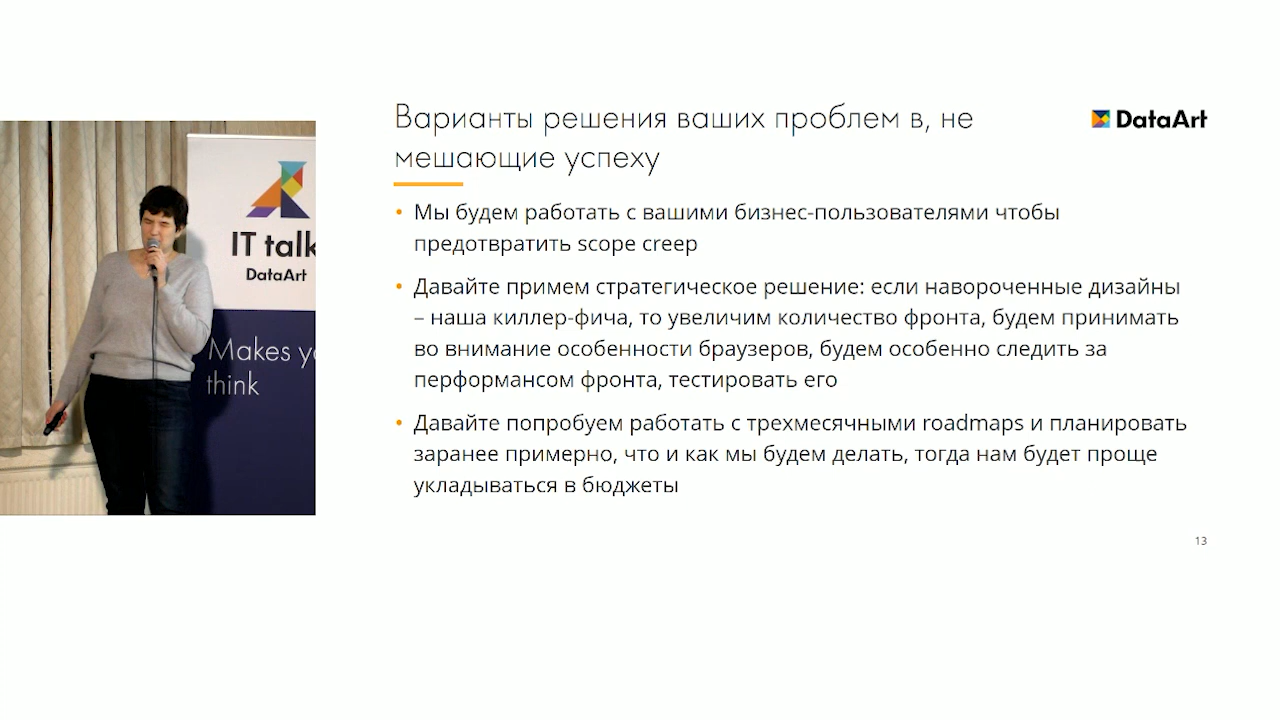 Варианты решения ваших проблем в, не
мешающие успеху
DataArt
Мы будем работать с вашими бизнес-пользователями чтобы
предотвратить scope creep
Давайте примем стратегическое решение: если навороченные дизайны
– наша киллер-фича, то увеличим количество фронта, будем принимать
во внимание особенности браузеров, будем особенно следить за
перформансом фронта, тестировать его
Давайте попробуем работать с трехмесячными roadmaps и планировать
заранее примерно, что и как мы будем делать, тогда нам будет проще
укладываться в бюджеты
13
IT talk
DataArt
Makes yo
think